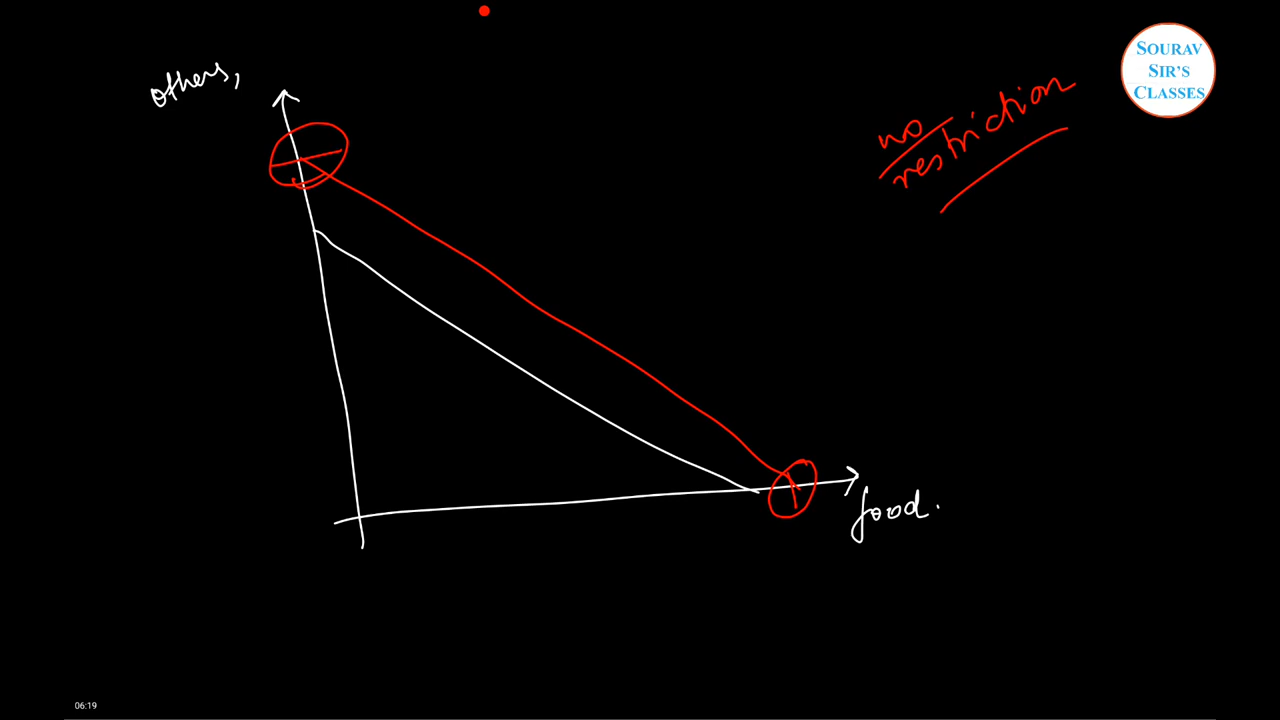 others,
no
restriction
SOURAV
SIR'S
CLASSES
food.
06:19